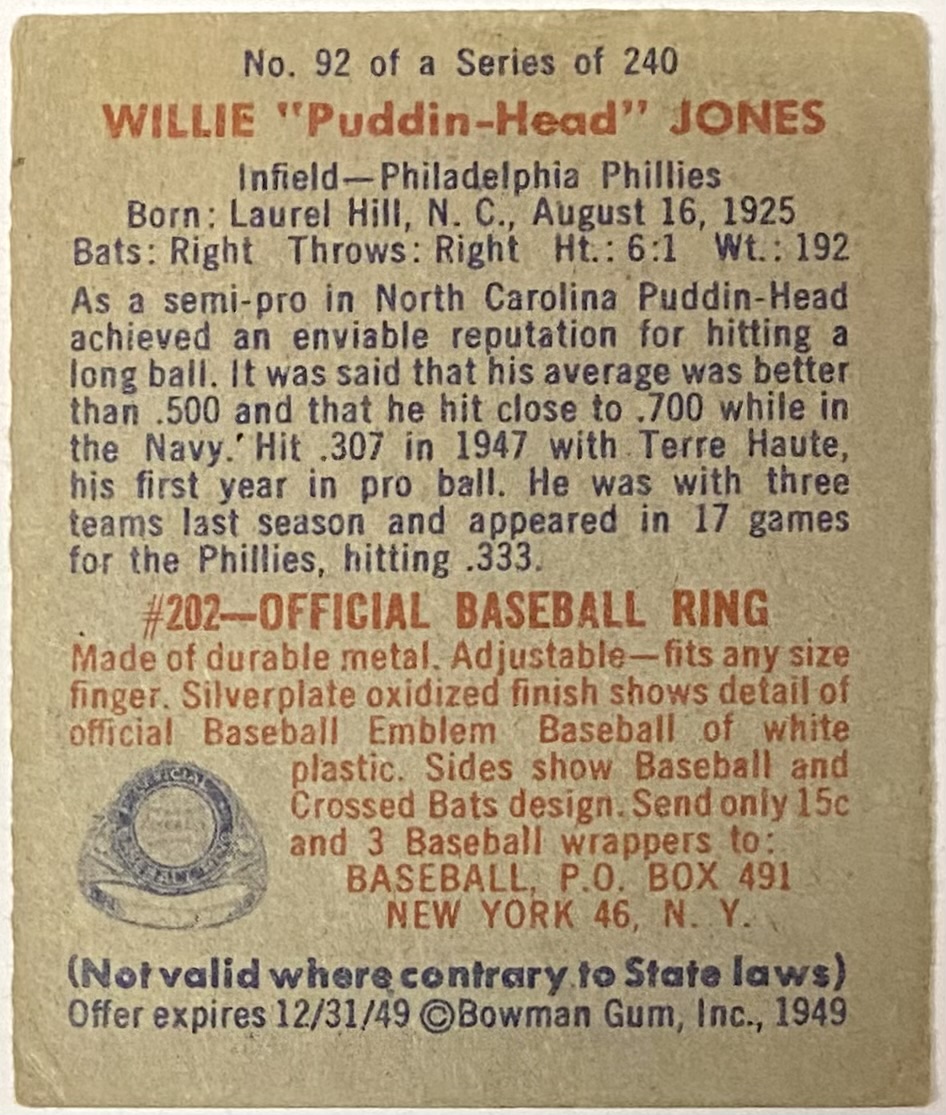 No. 92 of a Series of 240
WILLIE "Puddin-Head" JONES
Infield—Philadelphia Phillies
Born: Laurel Hill, N. C., August 16, 1925
Bats: Right Throws: Right Ht.: 6:1 Wt.: 192
As a semi-pro in North Carolina Puddin-Head
achieved an enviable reputation for hitting a
long ball. It was said that his average was better
than .500 and that he hit close to .700 while in
the Navy. Hit .307 in 1947 with Terre Haute,
his first year in pro ball. He was with three
teams last season and appeared in 17 games
for the Phillies, hitting .333.
#202—OFFICIAL BASEBALL RING
Made of durable metal. Adjustable—fits any size
finger. Silverplate oxidized finish shows detail of
official Baseball Emblem Baseball of white
plastic. Sides show Baseball and
Crossed Bats design. Send only 15c
and 3 Baseball wrappers to:
BASEBALL, P.O. BOX 491
NEW YORK 46, N. Y.
(Not valid where contrary to State laws)
Offer expires 12/31/49 ©Bowman Gum, Inc., 1949